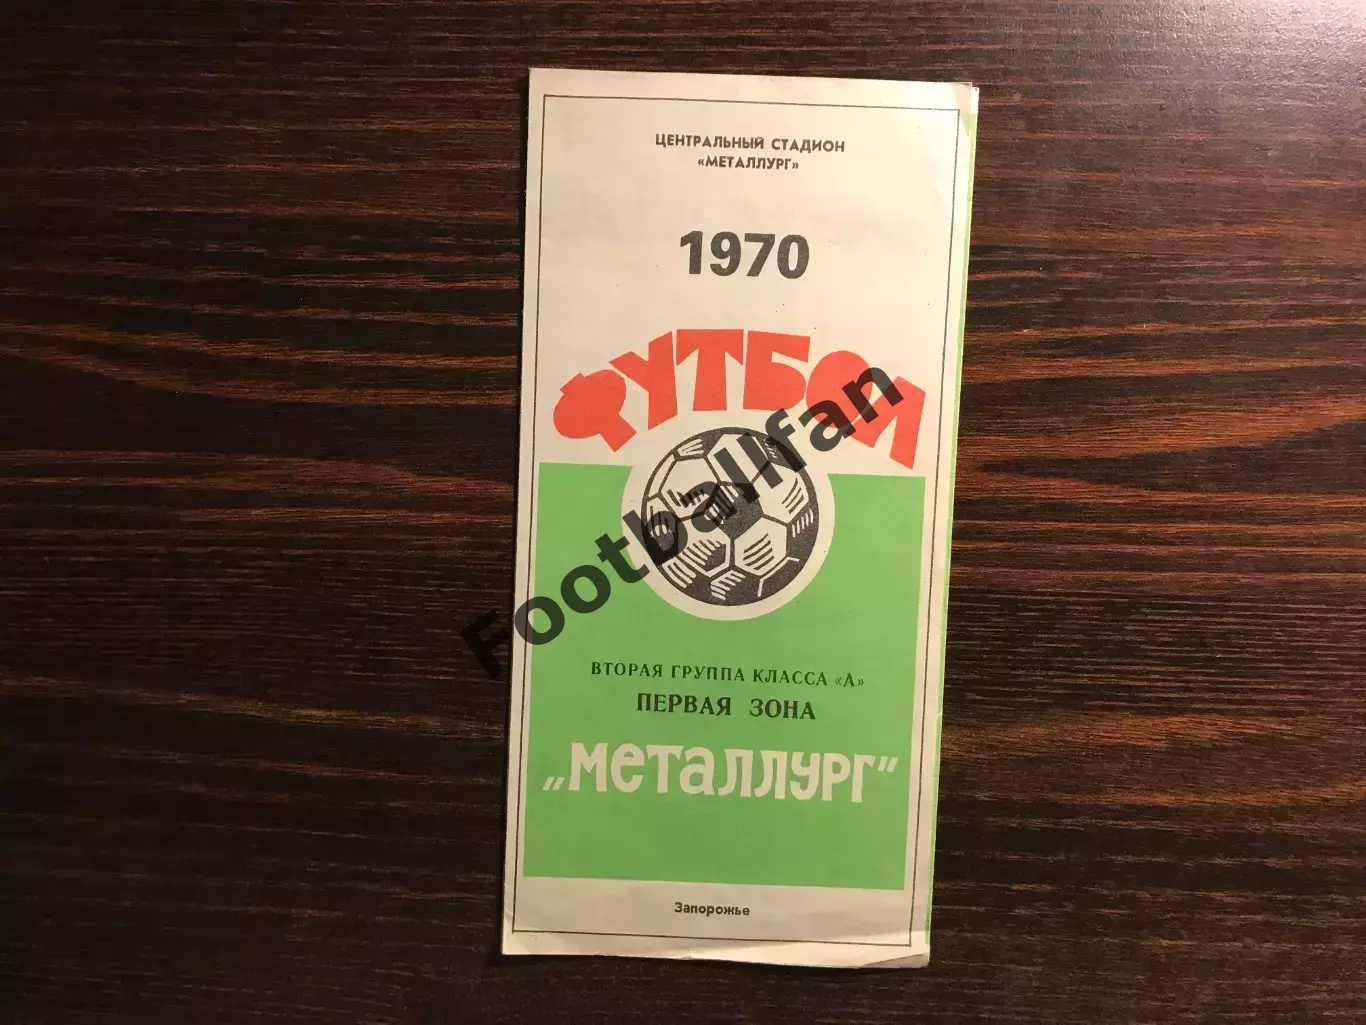 ЦЕНТРАЛЬНЫЙ СТАДИОН
«МЕТАЛЛУРГ»
1970
ФУТБОЛ
Footballfan
ВТОРАЯ ГРУППА КЛАССА «А»
ПЕРВАЯ ЗОНА
„Металлург”
Запорожье